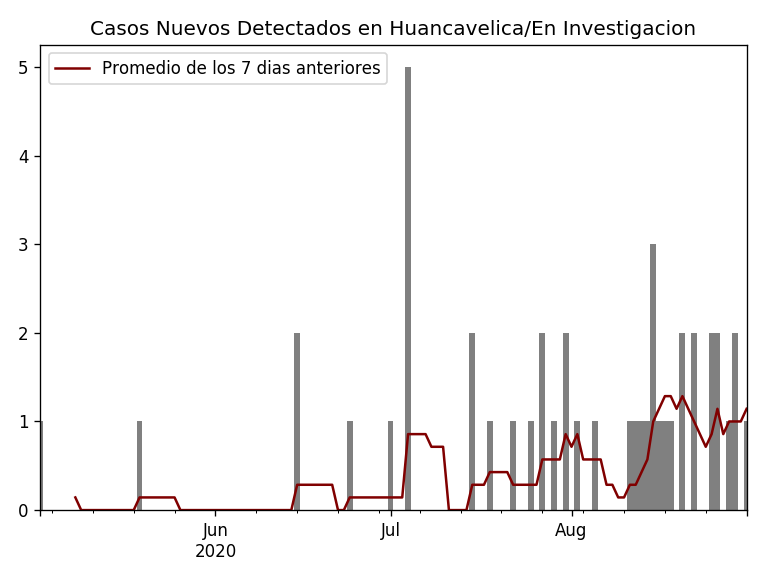 Casos Nuevos Detectados en Huancavelica/En Investigacion
Promedio de los 7 dias anteriores
5
4
3
2
1
0
Jun
2020
Jul
Aug